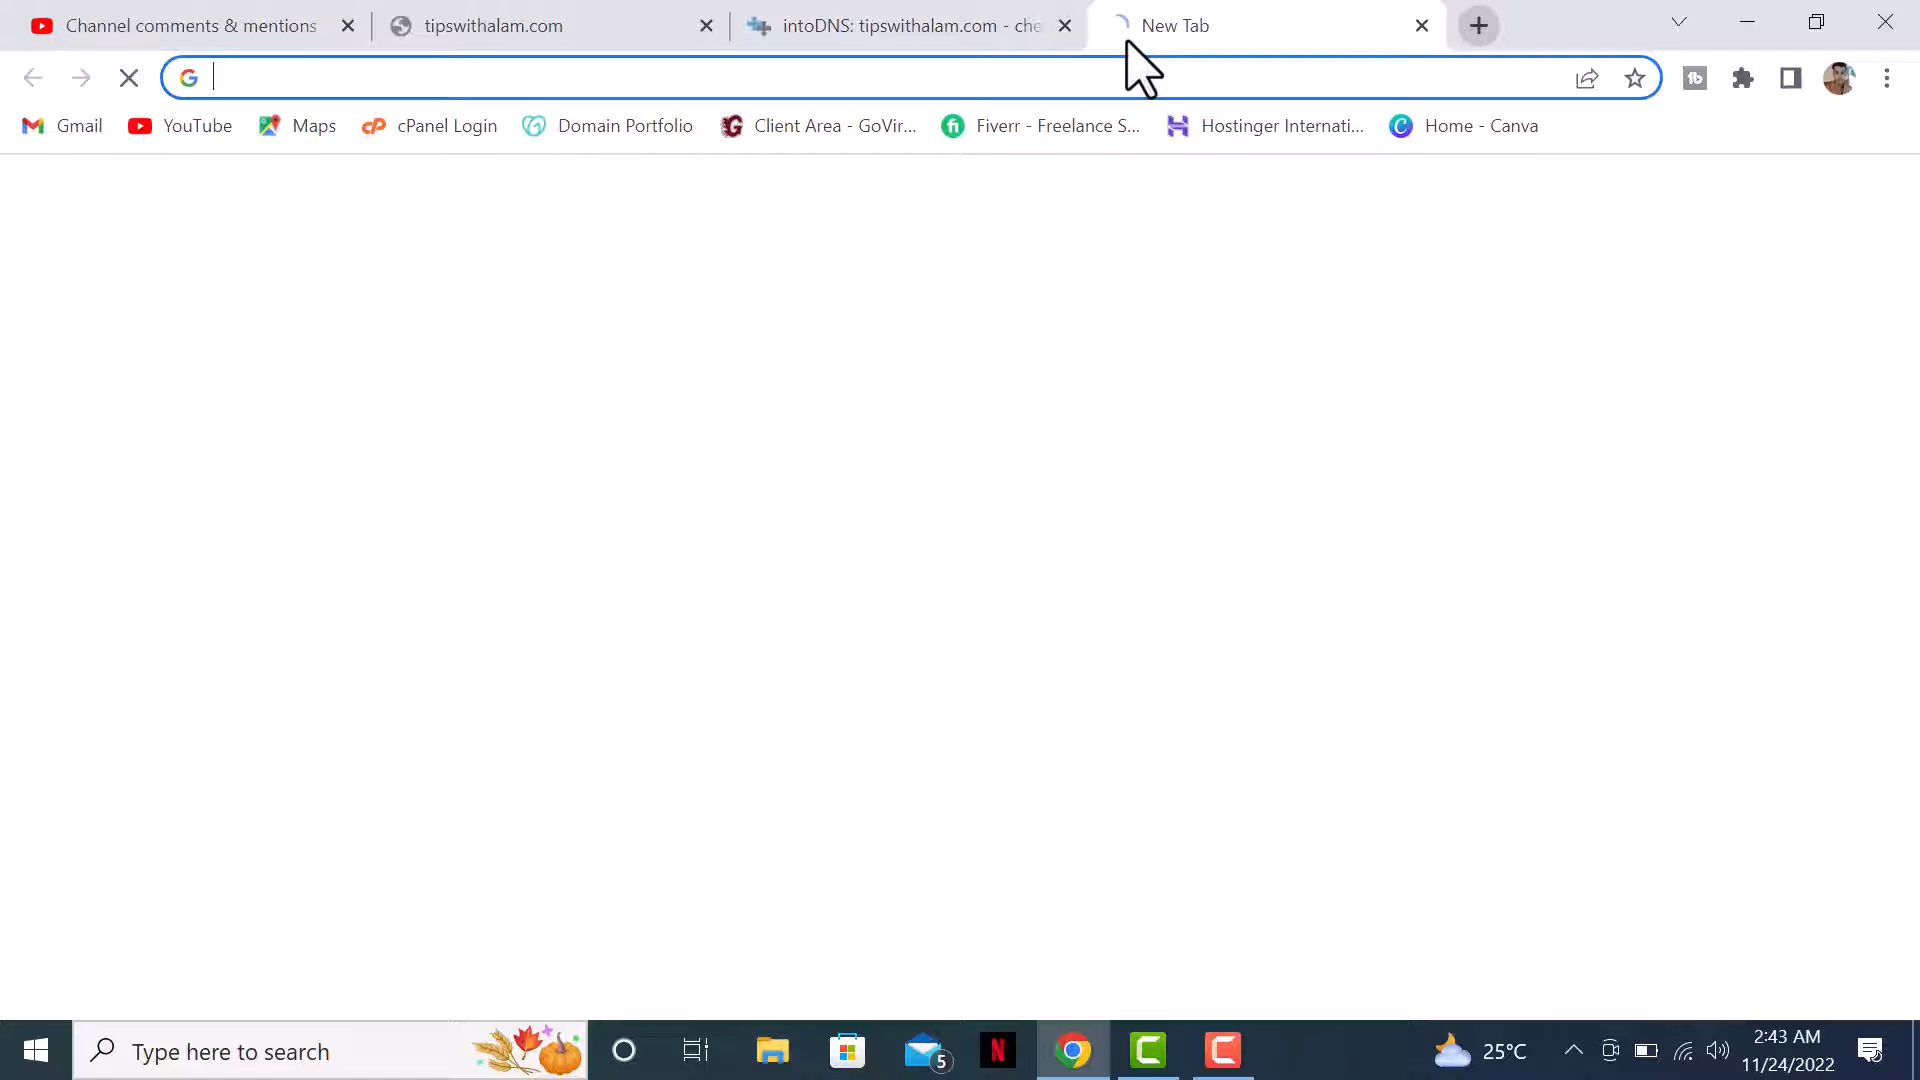 Channel comments & mentions
tipswithalam.com
intoDNS: tipswithalam.com - che
New Tab
Gmail
YouTube
Maps
cPanel Login
Domain Portfolio
Client Area - GoVir...
Fiverr - Freelance S...
Hostinger Internati...
Home - Canva
Type here to search
5
25°C
2:43 AM
11/24/2022